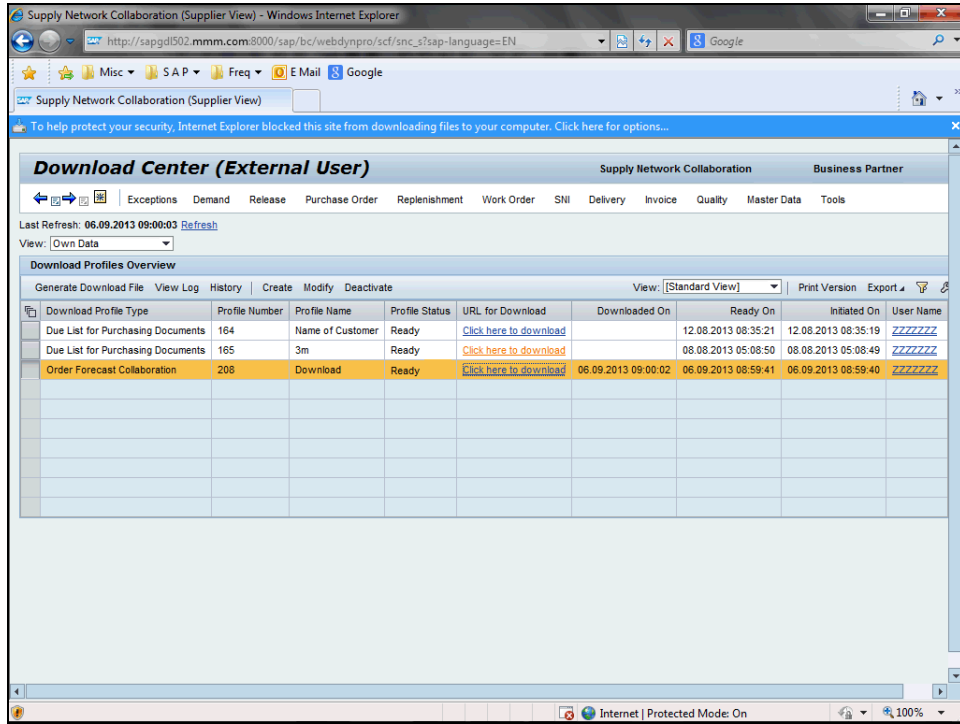 Supply Network Collaboration (Supplier View) - Windows Internet Explorer
http://sapgdl502.mmm.com:8000/sap/bc/webdynpro/scf/snc_s?sap-language=EN
Google
Misc SAP Freq E Mail Google
Supply Network Collaboration (Supplier View)
To help protect your security, Internet Explorer blocked this site from downloading files to your computer. Click here for options...
Download Center (External User) Supply Network Collaboration Business Partner
Exceptions Demand Release Purchase Order Replenishment Work Order SNI Delivery Invoice Quality Master Data Tools
Last Refresh: 06.09.2013 09:00:03 Refresh
View: Own Data
Download Profiles Overview
Generate Download File View Log History Create Modify Deactivate View: [Standard View] Print Version Export
Download Profile Type Profile Number Profile Name Profile Status URL for Download Downloaded On Ready On Initiated On User Name
Due List for Purchasing Documents 164 Name of Customer Ready Click here to download 12.08.2013 08:35:21 12.08.2013 08:35:19 ZZZZZZZ
Due List for Purchasing Documents 165 3m Ready Click here to download 08.08.2013 05:08:50 08.08.2013 05:08:49 ZZZZZZZ
Order Forecast Collaboration 208 Download Ready Click here to download 06.09.2013 09:00:02 06.09.2013 08:59:41 06.09.2013 08:59:40 ZZZZZZZ
Internet | Protected Mode: On 100%